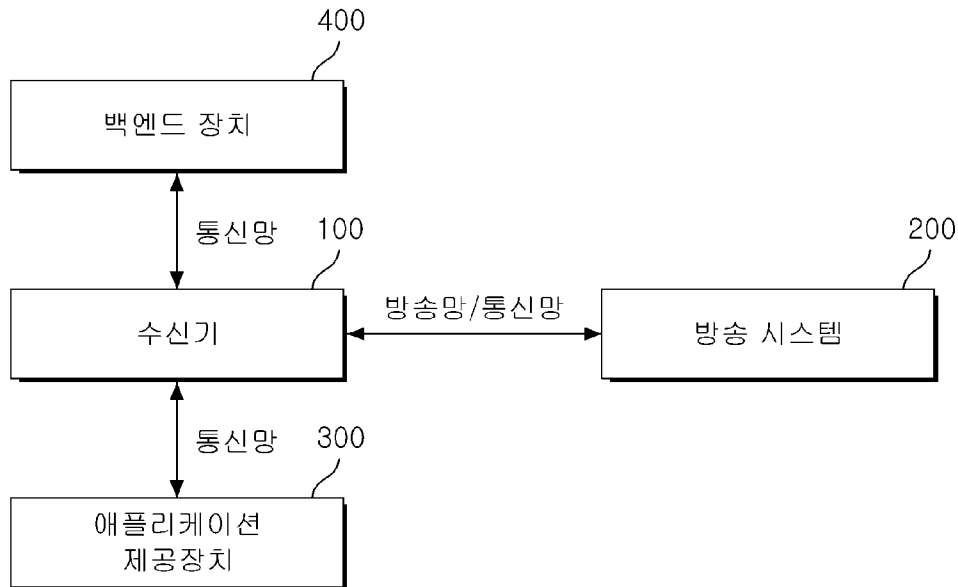 400
백엔드 장치
통신망
100
200
수신기
방송망/통신망
방송 시스템
통신망
300
애플리케이션
제공장치